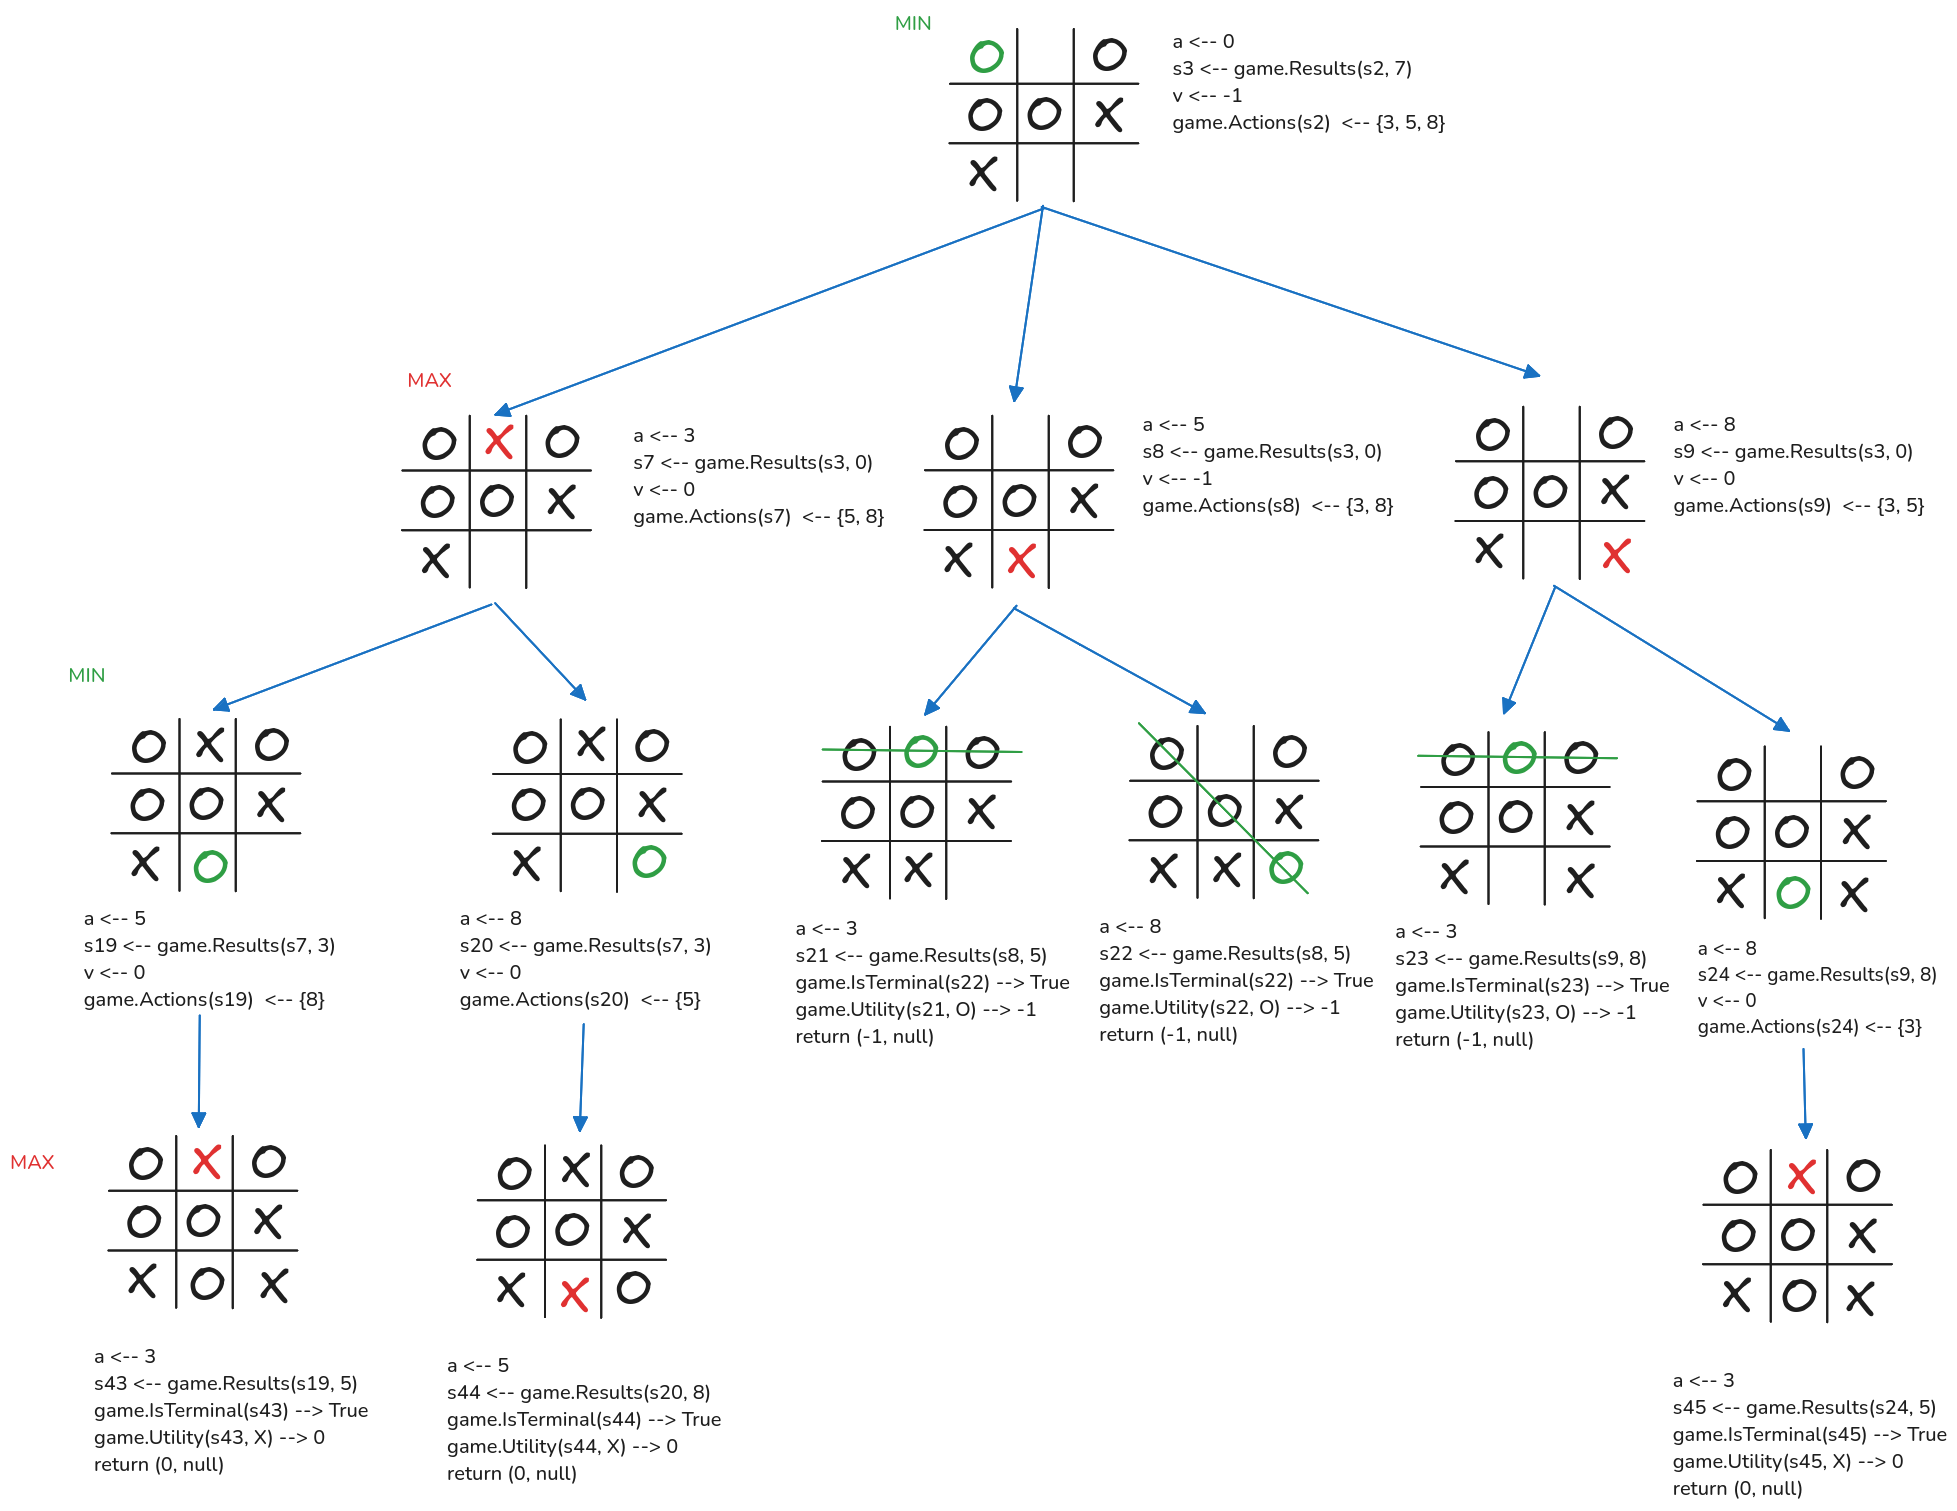 MIN
O O
O O X
X
a <-- 0
s3 <-- game.Results(s2, 7)
v <-- -1
game.Actions(s2) <-- {3, 5, 8}
MAX
O X O
O O X
X
a <-- 3
s7 <-- game.Results(s3, 0)
v <-- 0
game.Actions(s7) <-- {5, 8}
O O
O O X
X X
a <-- 5
s8 <-- game.Results(s3, 0)
v <-- -1
game.Actions(s8) <-- {3, 8}
O O
O O X
X X
a <-- 8
s9 <-- game.Results(s3, 0)
v <-- 0
game.Actions(s9) <-- {3, 5}
MIN
O X O
O O X
X O
a <-- 5
s19 <-- game.Results(s7, 3)
v <-- 0
game.Actions(s19) <-- {8}
O X O
O O X
X O
a <-- 8
s20 <-- game.Results(s7, 3)
v <-- 0
game.Actions(s20) <-- {5}
O O O
O O X
X X
a <-- 3
s21 <-- game.Results(s8, 5)
game.IsTerminal(s22) --> True
game.Utility(s21, O) --> -1
return (-1, null)
O O
O O X
X X O
a <-- 8
s22 <-- game.Results(s8, 5)
game.IsTerminal(s22) --> True
game.Utility(s22, O) --> -1
return (-1, null)
O O O
O O X
X X
a <-- 3
s23 <-- game.Results(s9, 8)
game.IsTerminal(s23) --> True
game.Utility(s23, O) --> -1
return (-1, null)
O O
O O X
X O X
a <-- 8
s24 <-- game.Results(s9, 8)
v <-- 0
game.Actions(s24) <-- {3}
MAX
O X O
O O X
X O X
a <-- 3
s43 <-- game.Results(s19, 5)
game.IsTerminal(s43) --> True
game.Utility(s43, X) --> 0
return (0, null)
O X O
O O X
X X O
a <-- 5
s44 <-- game.Results(s20, 8)
game.IsTerminal(s44) --> True
game.Utility(s44, X) --> 0
return (0, null)
O X O
O O X
X O X
a <-- 3
s45 <-- game.Results(s24, 5)
game.IsTerminal(s45) --> True
game.Utility(s45, X) --> 0
return (0, null)